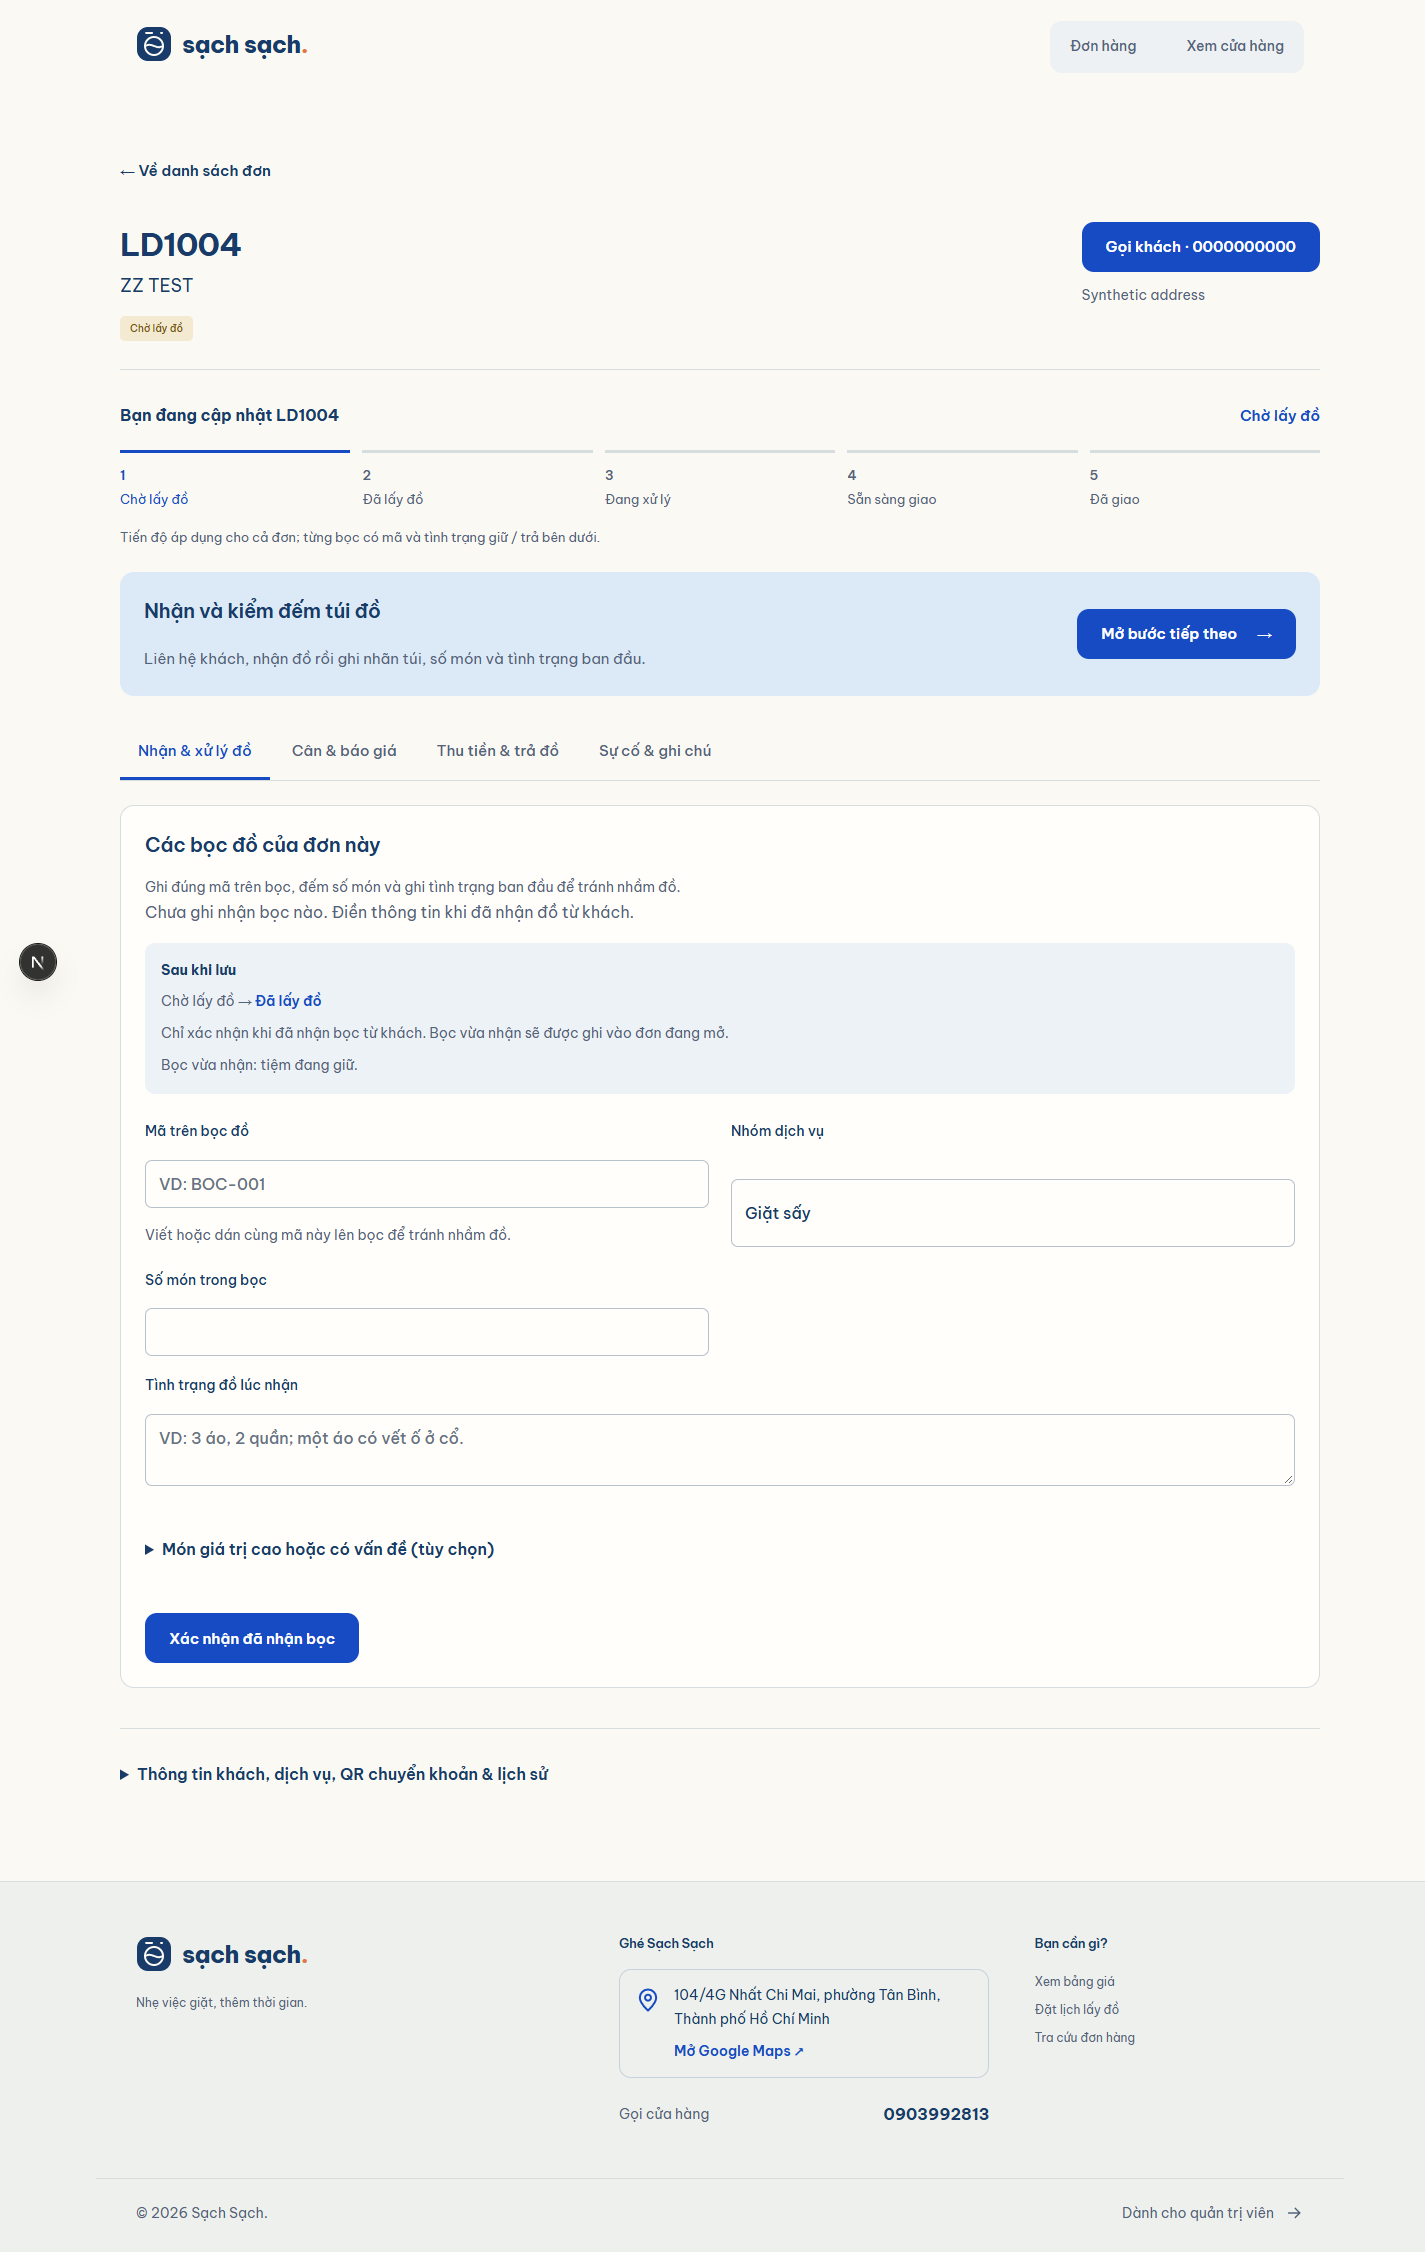 sạch sạch.
Đơn hàng
Xem cửa hàng
← Về danh sách đơn
LD1004
ZZ TEST
Chờ lấy đồ
Gọi khách · 0000000000
Synthetic address
Bạn đang cập nhật LD1004
Chờ lấy đồ
1
Chờ lấy đồ
2
Đã lấy đồ
3
Đang xử lý
4
Sẵn sàng giao
5
Đã giao
Tiến độ áp dụng cho cả đơn; từng bọc có mã và tình trạng giữ / trả bên dưới.
Nhận và kiểm đếm túi đồ
Liên hệ khách, nhận đồ rồi ghi nhãn túi, số món và tình trạng ban đầu.
Mở bước tiếp theo →
Nhận & xử lý đồ
Cân & báo giá
Thu tiền & trả đồ
Sự cố & ghi chú
Các bọc đồ của đơn này
Ghi đúng mã trên bọc, đếm số món và ghi tình trạng ban đầu để tránh nhầm đồ.
Chưa ghi nhận bọc nào. Điền thông tin khi đã nhận đồ từ khách.
Sau khi lưu
Chờ lấy đồ → Đã lấy đồ
Chỉ xác nhận khi đã nhận bọc từ khách. Bọc vừa nhận sẽ được ghi vào đơn đang mở.
Bọc vừa nhận: tiệm đang giữ.
Mã trên bọc đồ
VD: BOC-001
Viết hoặc dán cùng mã này lên bọc để tránh nhầm đồ.
Nhóm dịch vụ
Giặt sấy
Số món trong bọc
Tình trạng đồ lúc nhận
VD: 3 áo, 2 quần; một áo có vết ố ở cổ.
Món giá trị cao hoặc có vấn đề (tùy chọn)
Xác nhận đã nhận bọc
N
Thông tin khách, dịch vụ, QR chuyển khoản & lịch sử
sạch sạch.
Nhẹ việc giặt, thêm thời gian.
Ghé Sạch Sạch
104/4G Nhất Chi Mai, phường Tân Bình,
Thành phố Hồ Chí Minh
Mở Google Maps ↗
Gọi cửa hàng
0903992813
Bạn cần gì?
Xem bảng giá
Đặt lịch lấy đồ
Tra cứu đơn hàng
© 2026 Sạch Sạch.
Dành cho quản trị viên →